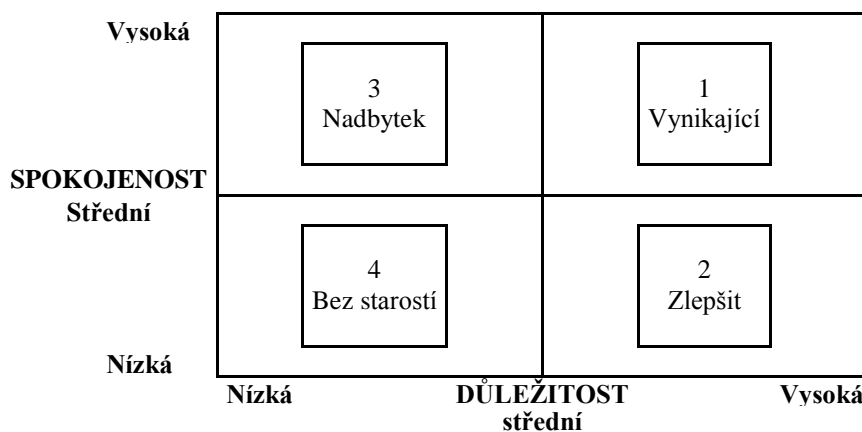 Vysoká
3
Nadbytek
1
Vynikající
SPOKOJENOST
Střední
4
Bez starostí
2
Zlepšit
Nízká
Nízká
DŮLEŽITOST
střední
Vysoká